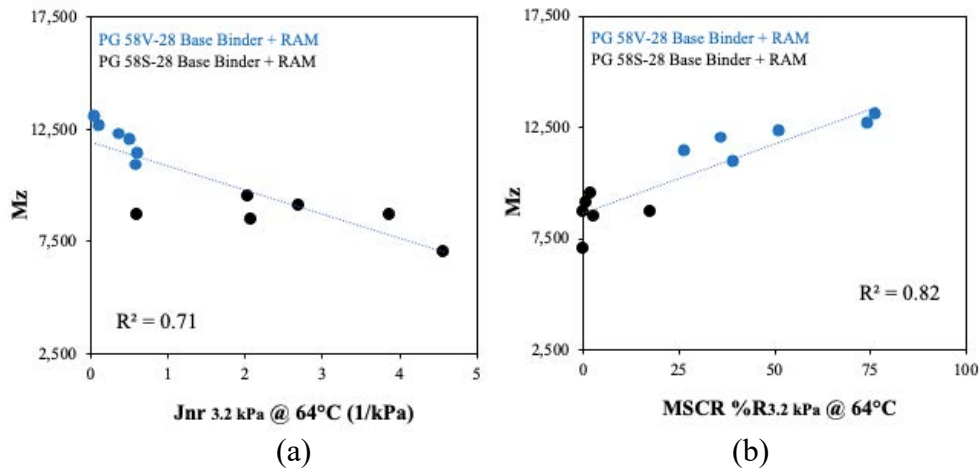 17,500
12,500
7,500
2,500
Mz
PG 58V-28 Base Binder + RAM
PG 58S-28 Base Binder + RAM
R² = 0.71
0 1 2 3 4 5
Jnr 3.2 kPa @ 64°C (1/kPa)
(a)
17,500
12,500
7,500
2,500
Mz
PG 58V-28 Base Binder + RAM
PG 58S-28 Base Binder + RAM
R² = 0.82
0 25 50 75 100
MSCR %R3.2 kPa @ 64°C
(b)